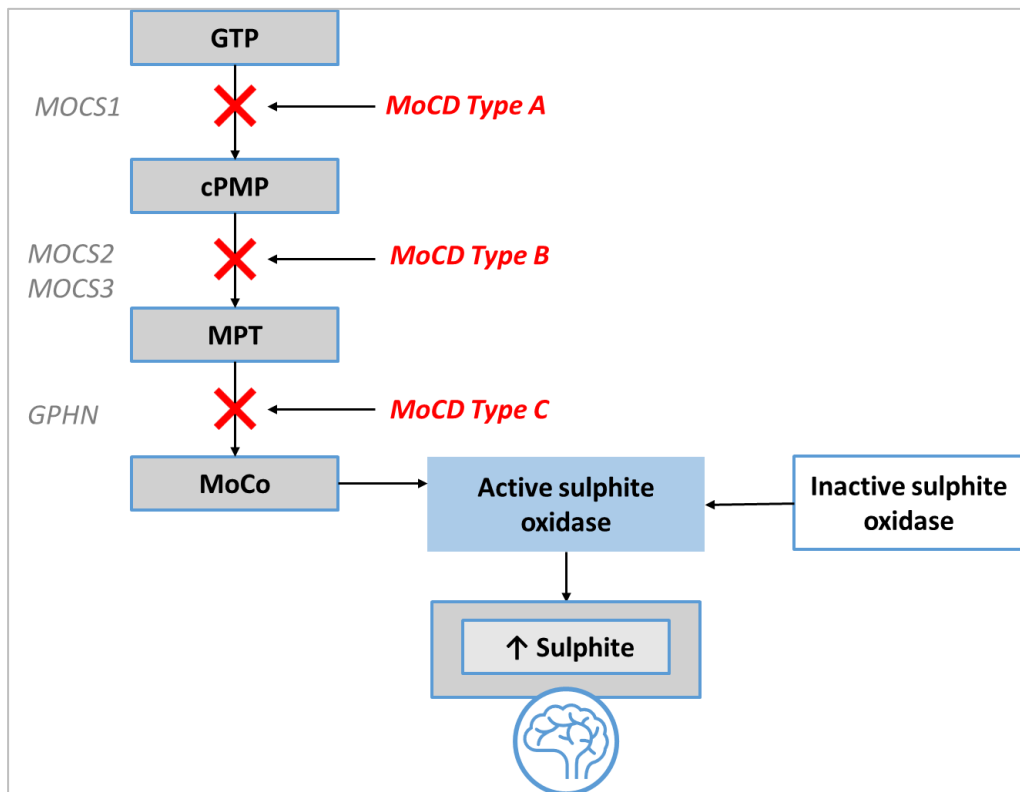 GTP
MOCS1
MoCD Type A
cPMP
MOCS2
MOCS3
MoCD Type B
MPT
GPHN
MoCD Type C
MoCo
Active sulphite
oxidase
Inactive sulphite
oxidase
↑ Sulphite